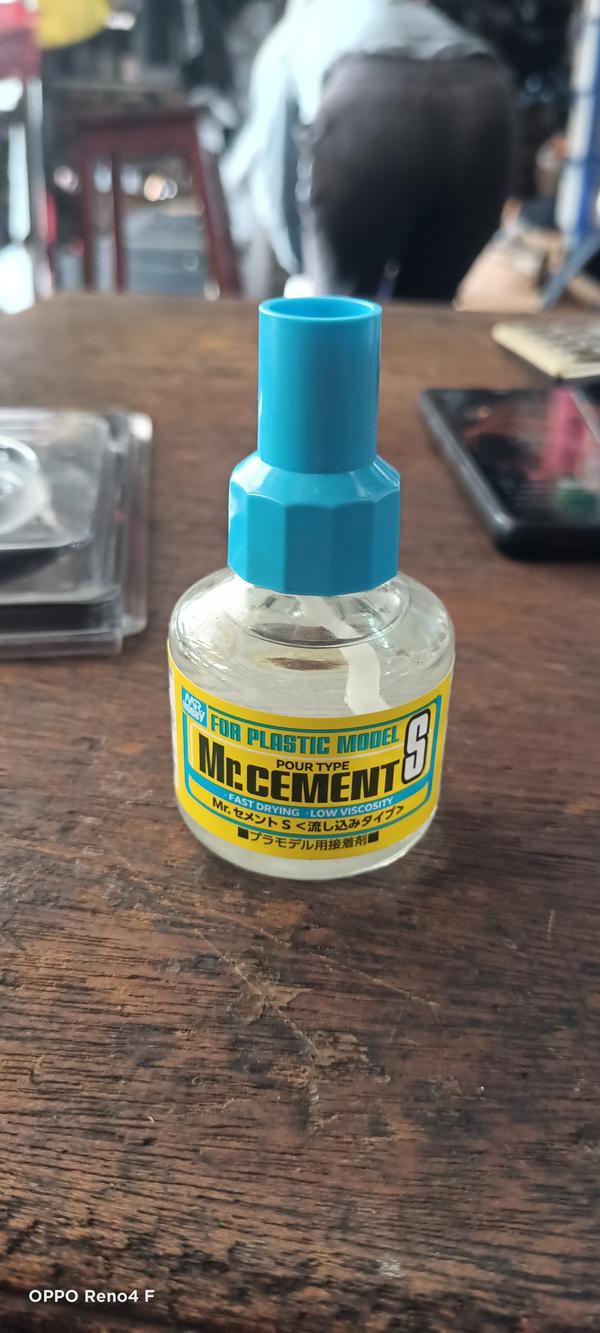 MR.HOBBY
FOR PLASTIC MODEL
POUR TYPE
Mr.CEMENT S
・FAST DRYING ・LOW VISCOSITY
Mr.セメント S <流し込みタイプ>
■プラモデル用接着剤■
OPPO Reno4 F